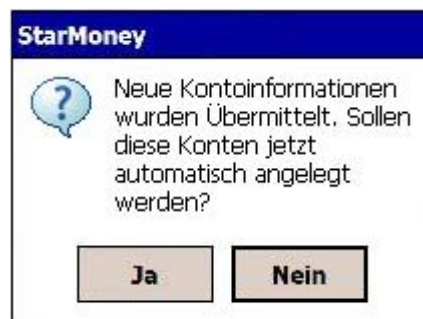 StarMoney
Neue Kontoinformationen
wurden Übermittelt. Sollen
diese Konten jetzt
automatisch angelegt
werden?
Ja
Nein